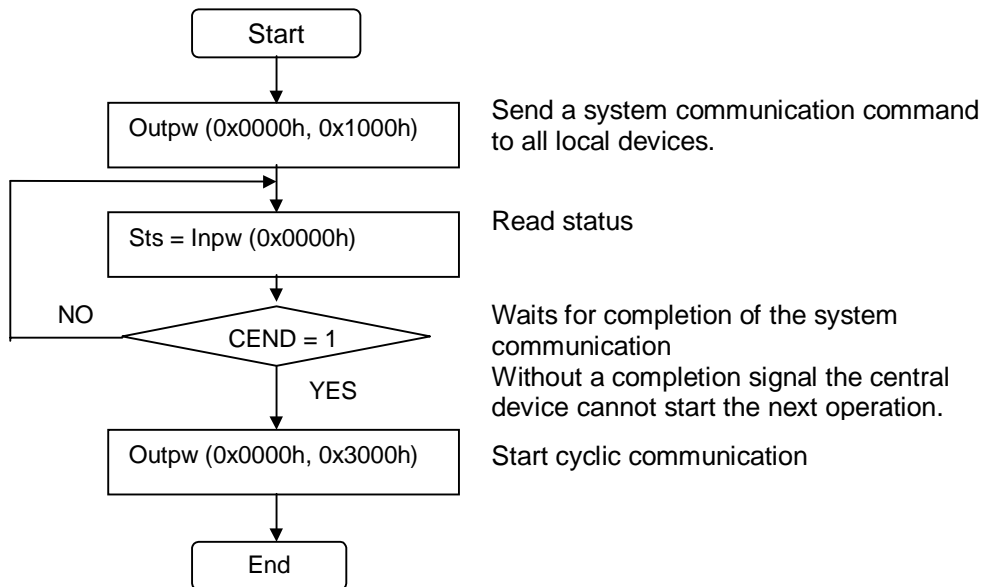 Start
Outpw (0x0000h, 0x1000h)
Send a system communication command
to all local devices.
Sts = Inpw (0x0000h)
Read status
NO
CEND = 1
Waits for completion of the system
communication
Without a completion signal the central
device cannot start the next operation.
YES
Outpw (0x0000h, 0x3000h)
Start cyclic communication
End